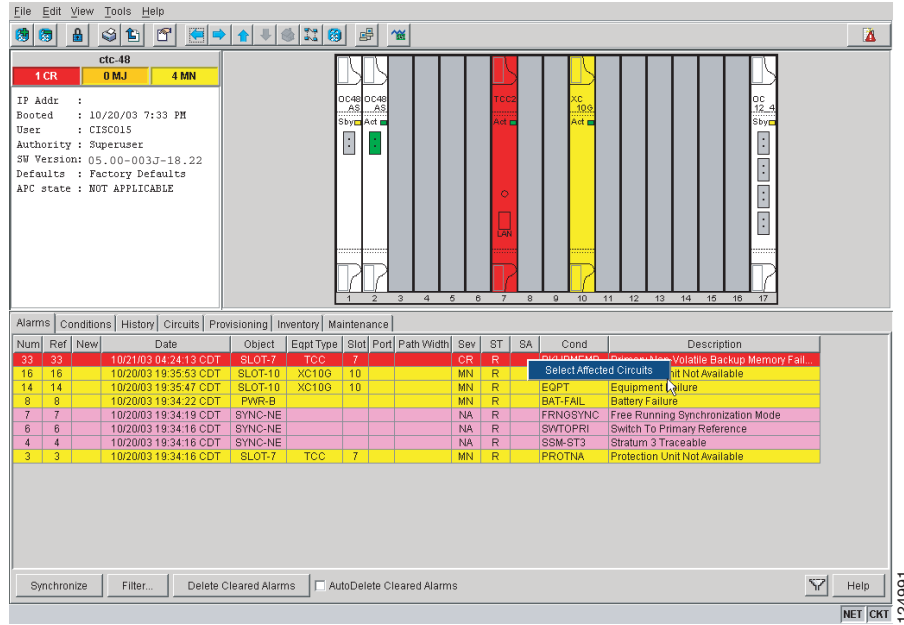 File Edit View Tools Help
ctc-48
1 CR 0 MJ 4 MN
IP Addr :
Booted : 10/20/03 7:33 PM
User : CISCO15
Authority : Superuser
SW Version: 05.00-003J-18.22
Defaults : Factory Defaults
APC state : NOT APPLICABLE
OC48 OC48 TCC2 XC OC
AS AS 10G 12_4
Sby Act Act Act Sby
LAN
1 2 3 4 5 6 7 8 9 10 11 12 13 14 15 16 17
Alarms Conditions History Circuits Provisioning Inventory Maintenance
Num Ref New Date Object Eqpt Type Slot Port Path Width Sev ST SA Cond Description
33 33 10/21/03 04:24:13 CDT SLOT-7 TCC 7 CR R Volatile Backup Memory Fail...
16 16 10/20/03 19:35:53 CDT SLOT-10 XC10G 10 MN R Not Available
Select Affected Circuits
14 14 10/20/03 19:35:47 CDT SLOT-10 XC10G 10 MN R EQPT Equipment Failure
8 8 10/20/03 19:34:22 CDT PWR-B MN R BAT-FAIL Battery Failure
7 7 10/20/03 19:34:19 CDT SYNC-NE NA R FRNGSYNC Free Running Synchronization Mode
6 6 10/20/03 19:34:16 CDT SYNC-NE NA R SWTOPRI Switch To Primary Reference
4 4 10/20/03 19:34:16 CDT SYNC-NE NA R SSM-ST3 Stratum 3 Traceable
3 3 10/20/03 19:34:16 CDT SLOT-7 TCC 7 MN R PROTNA Protection Unit Not Available
Synchronize Filter... Delete Cleared Alarms AutoDelete Cleared Alarms Help
NET CKT
124991